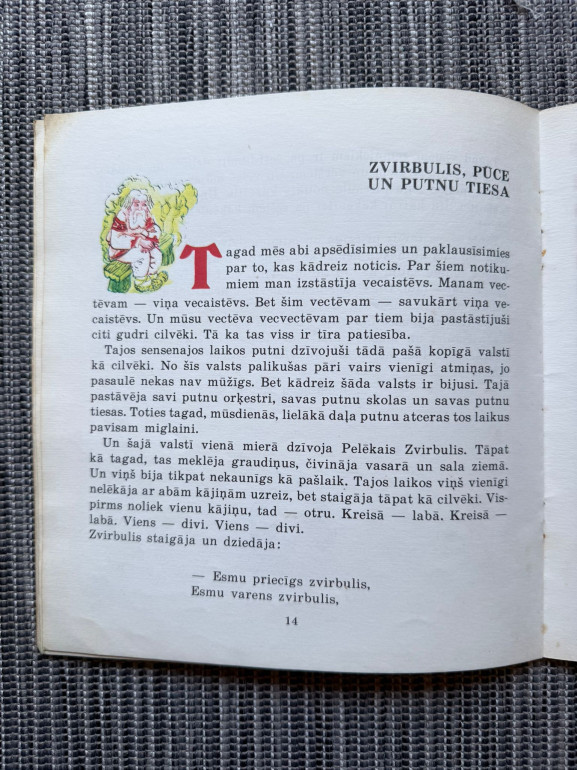 ZVIRBULIS, PŪCE
UN PUTNU TIESA
Tagad mēs abi apsēdīsimies un paklausīsimies
par to, kas kādreiz noticis. Par šiem notiku-
miem man izstāstīja vecaistēvs. Manam vec-
tēvam — viņa vecaistēvs. Bet šim vectēvam — savukārt viņa ve-
caistēvs. Un mūsu vectēva vecvectēvam par tiem bija pastāstījuši
citi gudri cilvēki. Tā ka tas viss ir tīra patiesība.
Tajos sensenajos laikos putni dzīvojuši tādā pašā kopīgā valstī
kā cilvēki. No šīs valsts palikušas pāri vairs vienīgi atmiņas, jo
pasaulē nekas nav mūžīgs. Bet kādreiz šāda valsts ir bijusi. Tajā
pastāvēja savi putnu orķestri, savas putnu skolas un savas putnu
tiesas. Toties tagad, mūsdienās, lielākā daļa putnu atceras tos laikus
pavisam miglaini.
Un šajā valstī vienā mierā dzīvoja Pelēkais Zvirbulis. Tāpat
kā tagad, tas meklēja graudiņus, čivināja vasarā un sala ziemā.
Un viņš bija tikpat nekaunīgs kā pašlaik. Tajos laikos viņš vienīgi
nelēkāja ar abām kājiņām uzreiz, bet staigāja tāpat kā cilvēki. Vis-
pirms noliek vienu kājiņu, tad — otru. Kreisā — labā. Kreisā —
labā. Viens — divi. Viens — divi.
Zvirbulis staigāja un dziedāja:
— Esmu priecīgs zvirbulis,
Esmu varens zvirbulis,
14